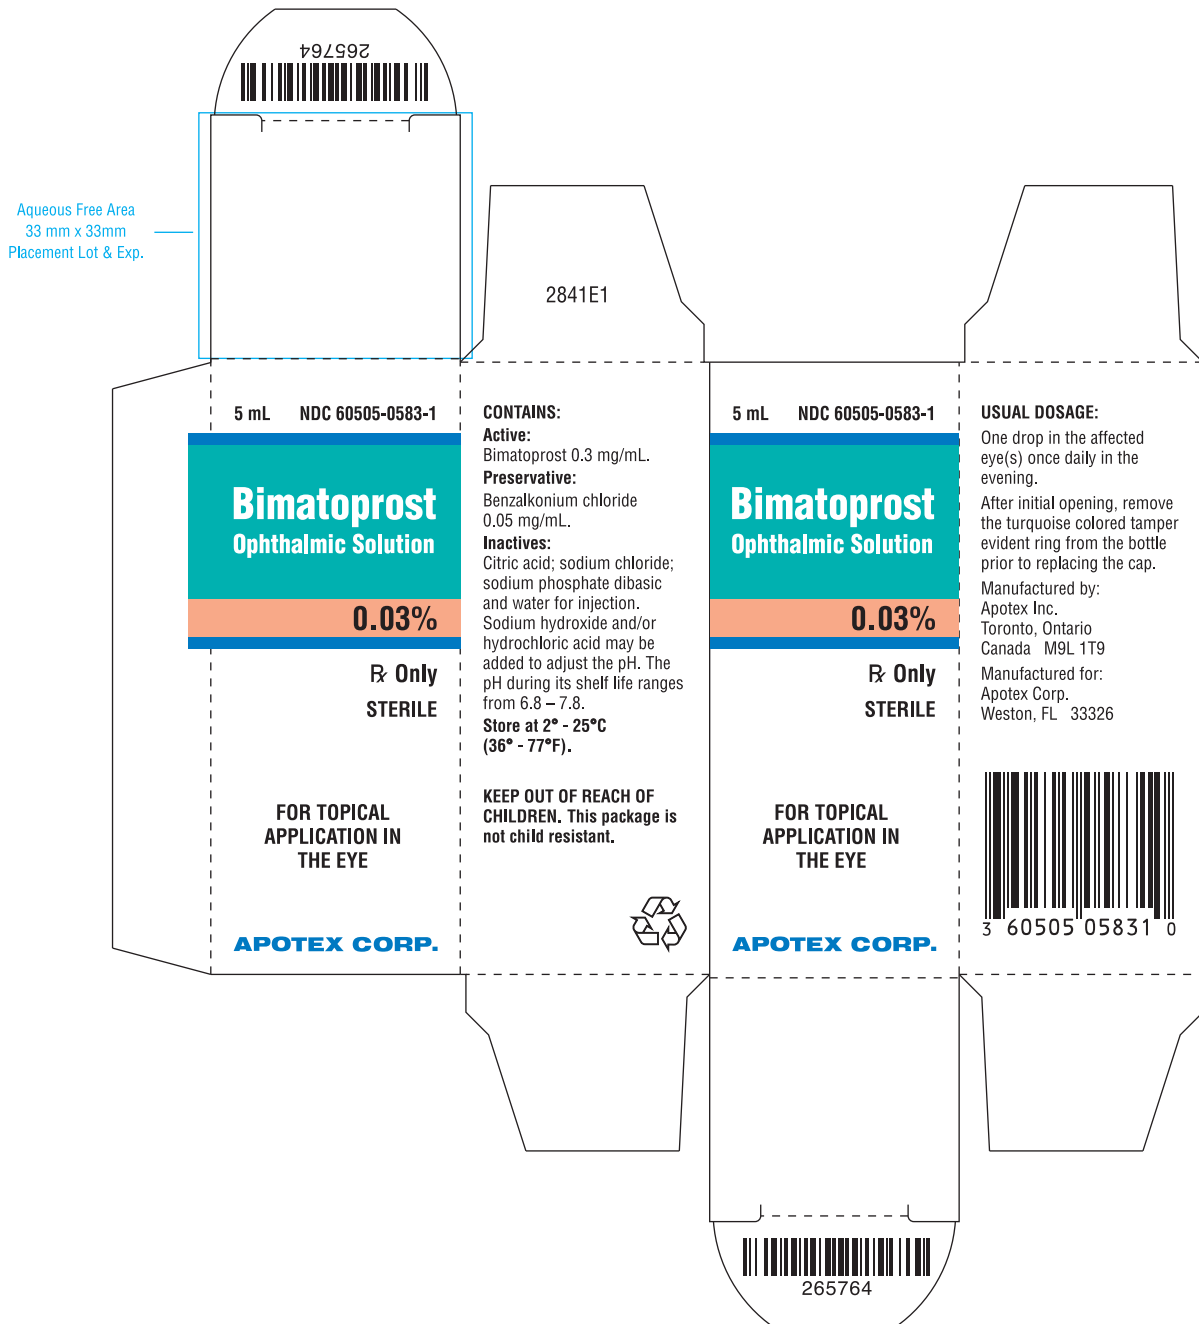 265764
Aqueous Free Area
33 mm x 33mm
Placement Lot & Exp.
2841E1
5 mL NDC 60505-0583-1
Bimatoprost
Ophthalmic Solution
0.03%
℞ Only
STERILE
FOR TOPICAL
APPLICATION IN
THE EYE
APOTEX CORP.
CONTAINS:
Active:
Bimatoprost 0.3 mg/mL.
Preservative:
Benzalkonium chloride
0.05 mg/mL.
Inactives:
Citric acid; sodium chloride;
sodium phosphate dibasic
and water for injection.
Sodium hydroxide and/or
hydrochloric acid may be
added to adjust the pH. The
pH during its shelf life ranges
from 6.8 – 7.8.
Store at 2° - 25°C
(36° - 77°F).
KEEP OUT OF REACH OF
CHILDREN. This package is
not child resistant.
5 mL NDC 60505-0583-1
Bimatoprost
Ophthalmic Solution
0.03%
℞ Only
STERILE
FOR TOPICAL
APPLICATION IN
THE EYE
APOTEX CORP.
USUAL DOSAGE:
One drop in the affected
eye(s) once daily in the
evening.
After initial opening, remove
the turquoise colored tamper
evident ring from the bottle
prior to replacing the cap.
Manufactured by:
Apotex Inc.
Toronto, Ontario
Canada M9L 1T9
Manufactured for:
Apotex Corp.
Weston, FL 33326
3 60505 05831 0
265764